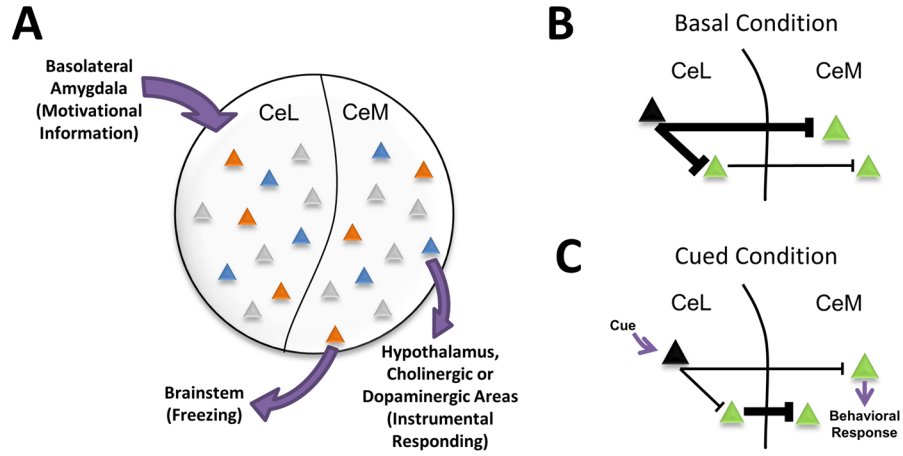 A
Basolateral
Amygdala
(Motivational
Information)
CeL
CeM
Brainstem
(Freezing)
Hypothalamus,
Cholinergic or
Dopaminergic Areas
(Instrumental
Responding)
B
Basal Condition
CeL
CeM
C
Cued Condition
CeL
CeM
Cue
Behavioral
Response